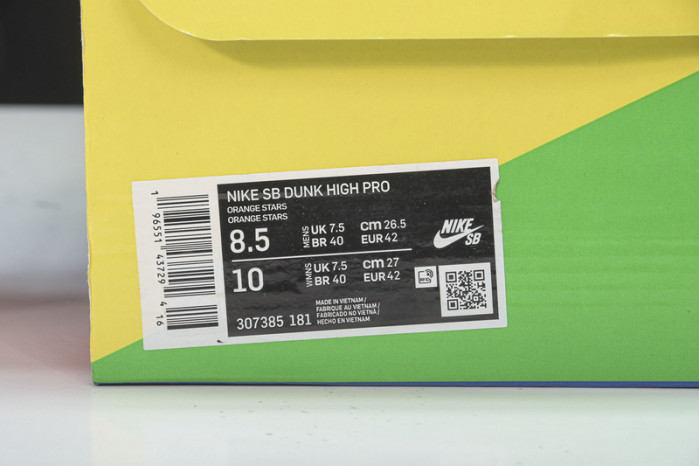 1 96551 43729 4 16
NIKE SB DUNK HIGH PRO
ORANGE STARS
ORANGE STARS
8.5 MENS UK 7.5 cm 26.5
BR 40 EUR 42
10 WMNS UK 7.5 cm 27
BR 40 EUR 42
NIKE
SB
307385 181
MADE IN VIETNAM /
FABRIQUE AU VIETNAM /
FABRICADO NO VIETNÃ /
HECHO EN VIETNAM